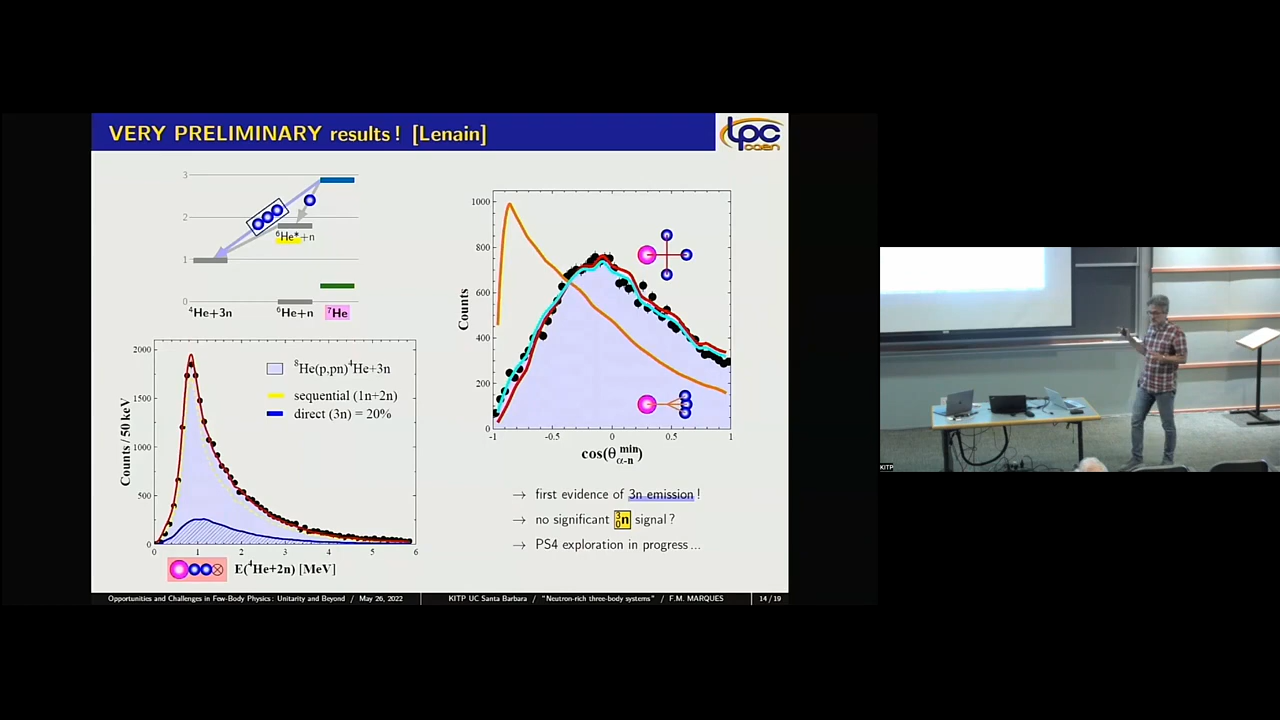 VERY PRELIMINARY results ! [Lenain]
LPC
caen
3
2
1
0
⁶He*+n
⁴He+3n
⁶He+n
⁷He
2000
1500
1000
500
0
Counts / 50 keV
⁸He(p,pn)⁴He+3n
sequential (1n+2n)
direct (3n) = 20%
0
1
2
3
4
5
6
E(⁴He+2n) [MeV]
1000
800
600
400
200
0
Counts
-1
-0.5
0
0.5
1
cos(θ min α-n)
→ first evidence of 3n emission !
→ no significant ³₀n signal ?
→ PS4 exploration in progress ...
Opportunities and Challenges in Few-Body Physics : Unitarity and Beyond / May 26, 2022
KITP UC Santa Barbara / "Neutron-rich three-body systems" / F.M. MARQUES
14 / 19
KITP